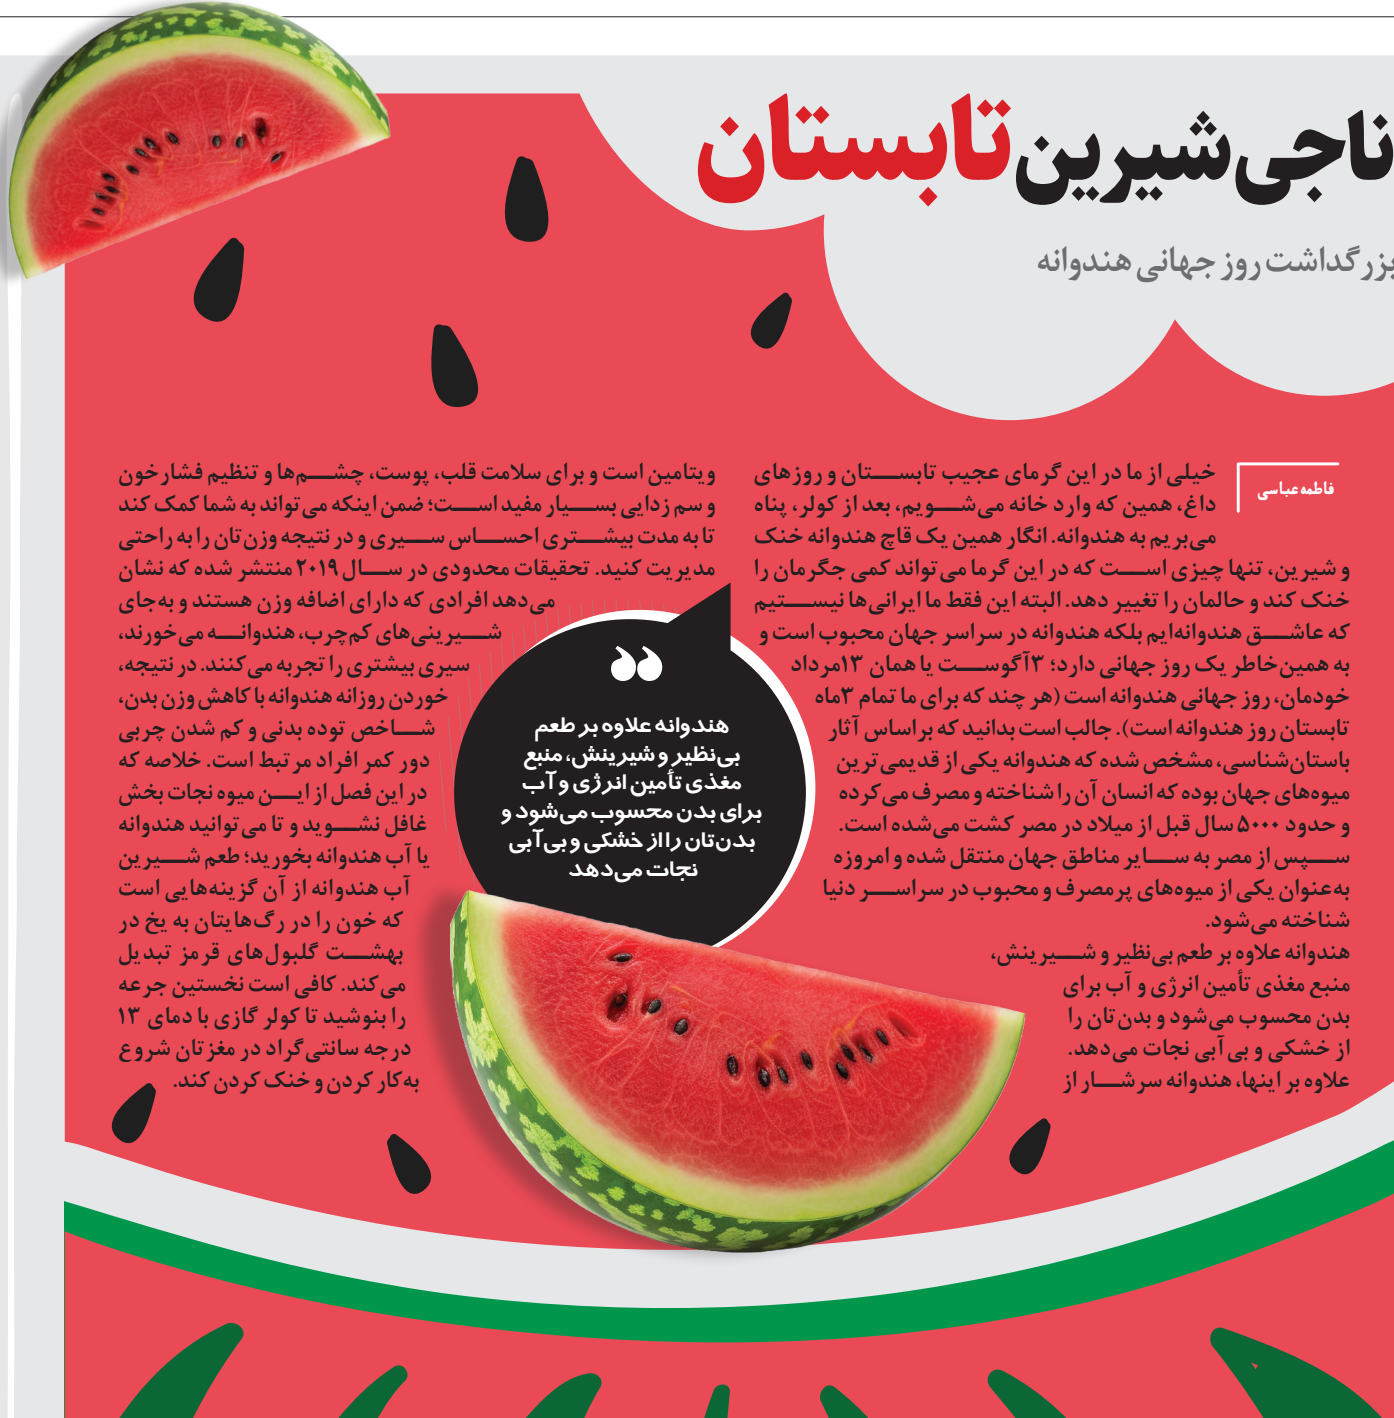 ناجی شیرین تابستان
بزرگداشت روز جهانی هندوانه
فاطمه عباسی
خیلی از ما در این گرمای عجیب تابستان و روزهای
داغ، همین که وارد خانه می‌شویم، بعد از کولر، پناه
می‌بریم به هندوانه. انگار همین یک قاچ هندوانه خنک
و شیرین، تنها چیزی است که در این گرما می‌تواند کمی جگرمان را
خنک کند و حالمان را تغییر دهد. البته این فقط ما ایرانی‌ها نیستیم
که عاشق هندوانه‌ایم بلکه هندوانه در سراسر جهان محبوب است و
به همین خاطر یک روز جهانی دارد؛ ۳آگوست یا همان ۱۳مرداد
خودمان، روز جهانی هندوانه است (هر چند که برای ما تمام ۳ماه
تابستان روز هندوانه است). جالب است بدانید که براساس آثار
باستان‌شناسی، مشخص شده که هندوانه یکی از قدیمی‌ترین
میوه‌های جهان بوده که انسان آن را شناخته و مصرف می‌کرده
و حدود ۵۰۰۰ سال قبل از میلاد در مصر کشت می‌شده است.
سپس از مصر به سایر مناطق جهان منتقل شده و امروزه
به‌عنوان یکی از میوه‌های پرمصرف و محبوب در سراسر دنیا
شناخته می‌شود.
هندوانه علاوه بر طعم بی‌نظیر و شیرینش،
منبع مغذی تأمین انرژی و آب برای
بدن محسوب می‌شود و بدن‌تان را
از خشکی و بی‌آبی نجات می‌دهد.
علاوه بر اینها، هندوانه سرشار از
ویتامین است و برای سلامت قلب، پوست، چشم‌ها و تنظیم فشارخون
و سم زدایی بسیار مفید است؛ ضمن اینکه می‌تواند به شما کمک کند
تا به مدت بیشتری احساس سیری و در نتیجه وزن‌تان را به راحتی
مدیریت کنید. تحقیقات محدودی در سال ۲۰۱۹ منتشر شده که نشان
می‌دهد افرادی که دارای اضافه وزن هستند و به‌جای
شیرینی‌های کم‌چرب، هندوانه می‌خورند،
سیری بیشتری را تجربه می‌کنند. در نتیجه،
خوردن روزانه هندوانه با کاهش وزن بدن،
شاخص توده بدنی و کم شدن چربی
دور کمر افراد مرتبط است. خلاصه که
در این فصل از این میوه نجات بخش
غافل نشوید و تا می‌توانید هندوانه
یا آب هندوانه بخورید؛ طعم شیرین
آب هندوانه از آن گزینه‌هایی است
که خون را در رگ‌هایتان به یخ در
بهشت گلبول‌های قرمز تبدیل
می‌کند. کافی است نخستین جرعه
را بنوشید تا کولر گازی با دمای ۱۳
درجه سانتی‌گراد در مغزتان شروع
به‌کار کردن و خنک کردن کند.
هندوانه علاوه بر طعم
بی‌نظیر و شیرینش، منبع
مغذی تأمین انرژی و آب
برای بدن محسوب می‌شود و
بدن‌تان را از خشکی و بی‌آبی
نجات می‌دهد